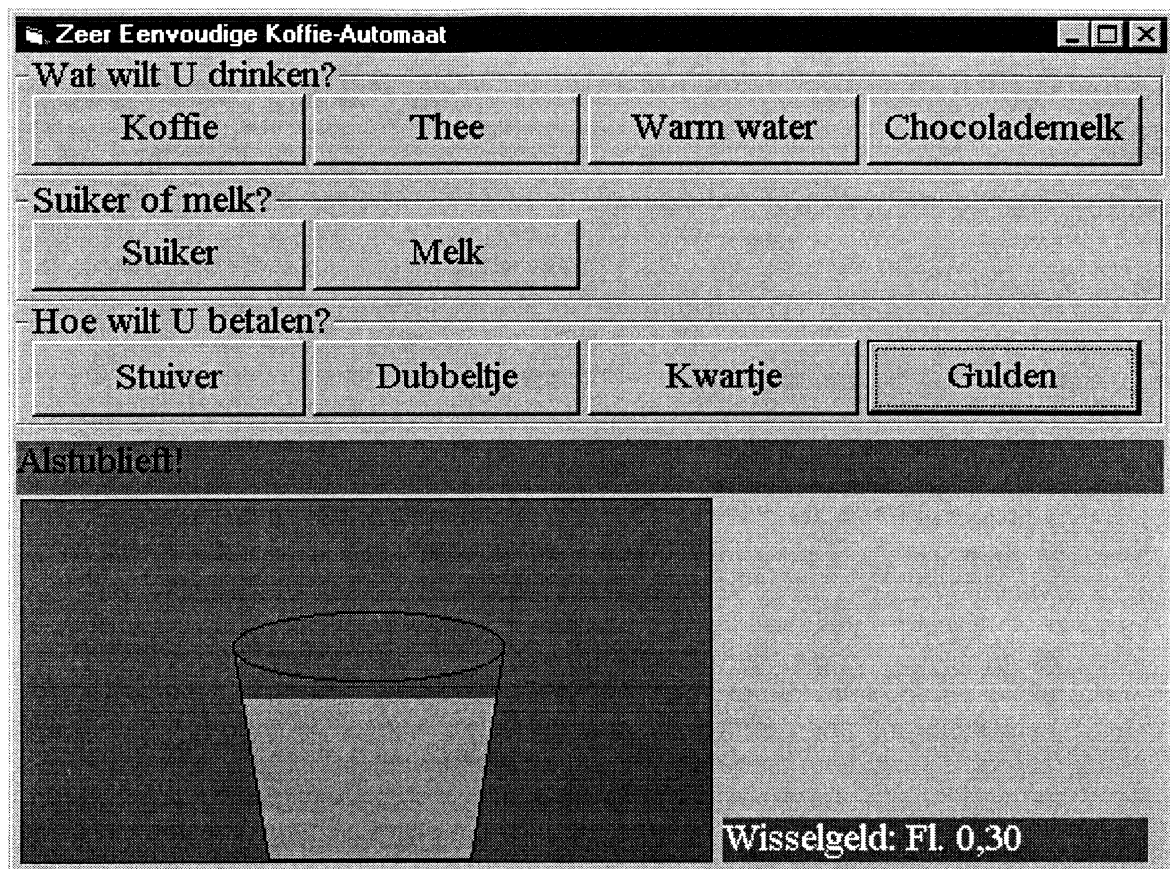 Zeer Eenvoudige Koffie-Automaat
Wat wilt U drinken?
Koffie Thee Warm water Chocolademelk
Suiker of melk?
Suiker Melk
Hoe wilt U betalen?
Stuiver Dubbeltje Kwartje Gulden
Alstublieft!
Wisselgeld: Fl. 0,30